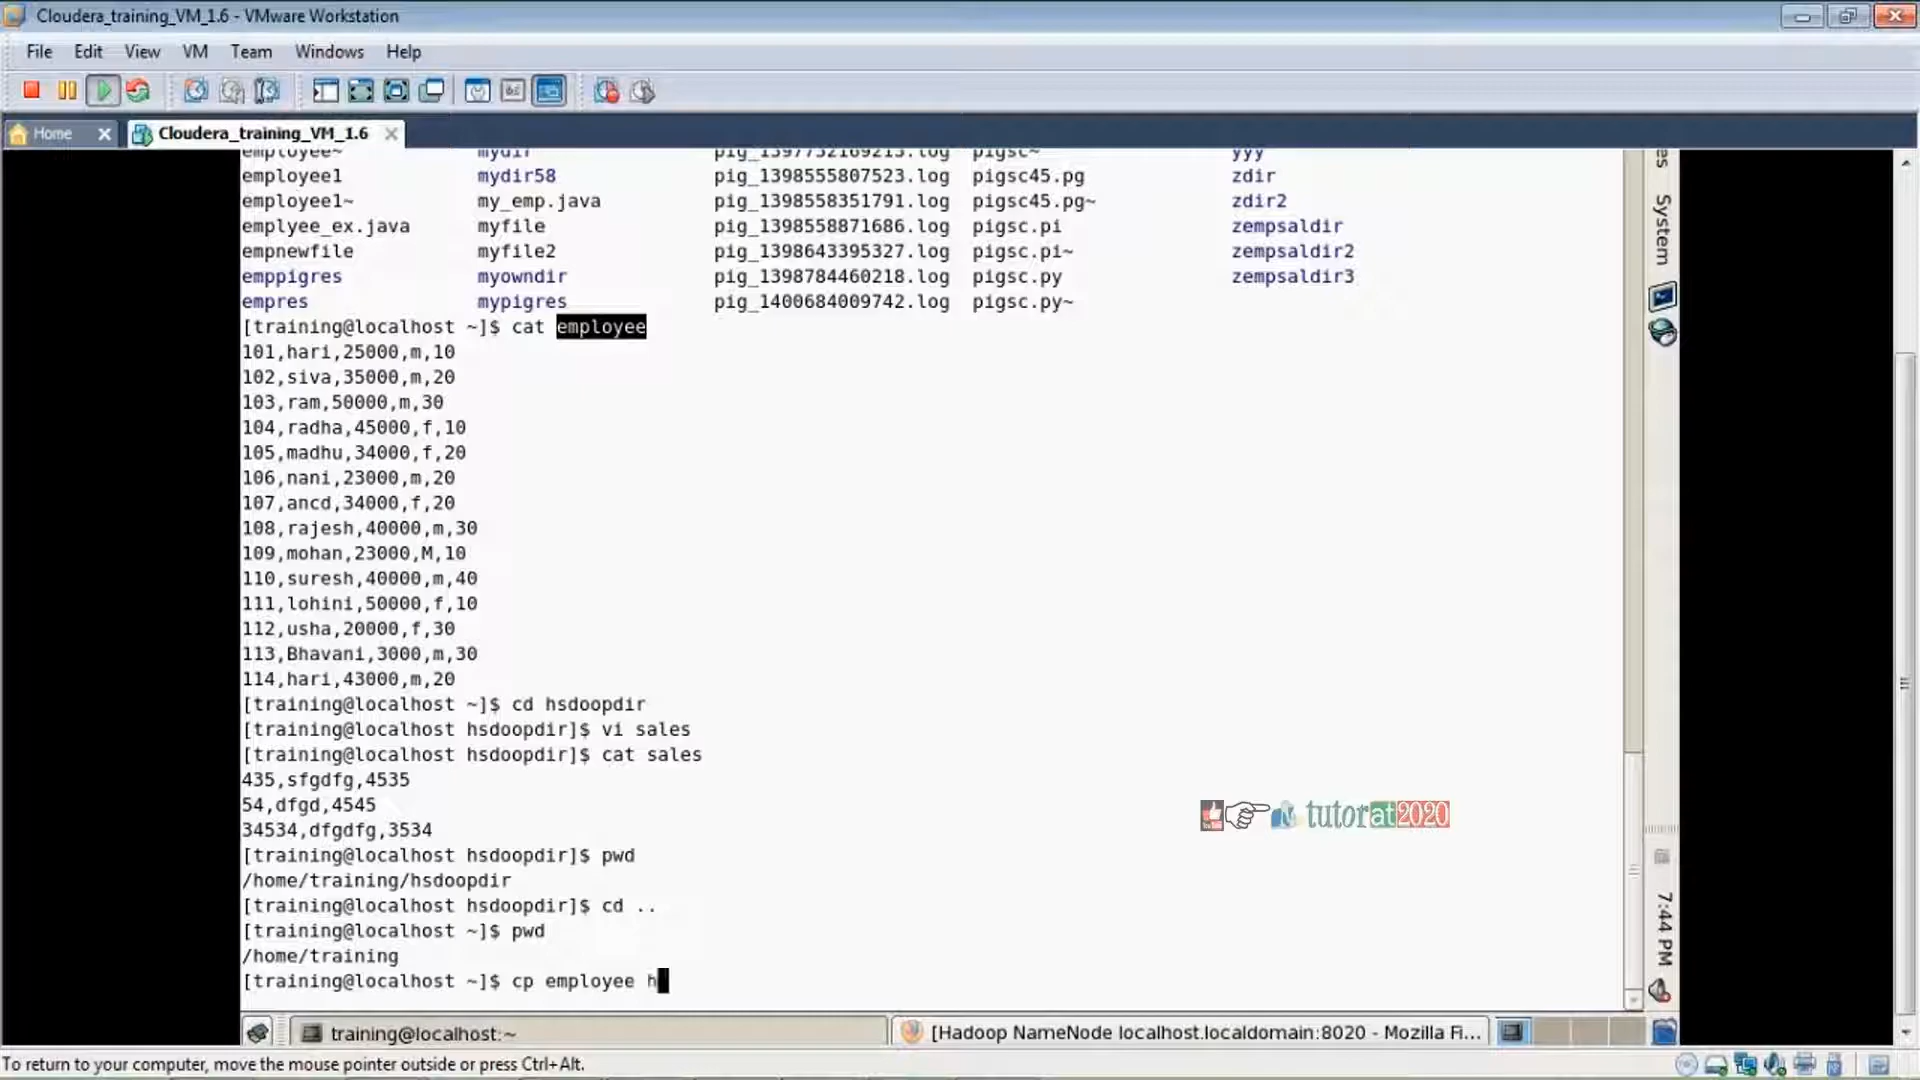 Cloudera_training_VM_1.6 - VMware Workstation
File Edit View VM Team Windows Help
Home Cloudera_training_VM_1.6
employee~ mydir pig_1397732169213.log pigsc~ yyy
employee1 mydir58 pig_1398555807523.log pigsc45.pg zdir
employee1~ my_emp.java pig_1398558351791.log pigsc45.pg~ zdir2
emplyee_ex.java myfile pig_1398558871686.log pigsc.pi zempsaldir
empnewfile myfile2 pig_1398643395327.log pigsc.pi~ zempsaldir2
emppigres myowndir pig_1398784460218.log pigsc.py zempsaldir3
empres mypigres pig_1400684009742.log pigsc.py~
[training@localhost ~]$ cat employee
101,hari,25000,m,10
102,siva,35000,m,20
103,ram,50000,m,30
104,radha,45000,f,10
105,madhu,34000,f,20
106,nani,23000,m,20
107,ancd,34000,f,20
108,rajesh,40000,m,30
109,mohan,23000,M,10
110,suresh,40000,m,40
111,lohini,50000,f,10
112,usha,20000,f,30
113,Bhavani,3000,m,30
114,hari,43000,m,20
[training@localhost ~]$ cd hsdoopdir
[training@localhost hsdoopdir]$ vi sales
[training@localhost hsdoopdir]$ cat sales
435,sfgdfg,4535
54,dfgd,4545
34534,dfgdfg,3534
[training@localhost hsdoopdir]$ pwd
/home/training/hsdoopdir
[training@localhost hsdoopdir]$ cd ..
[training@localhost ~]$ pwd
/home/training
[training@localhost ~]$ cp employee h
System
tutorat2020
7:44 PM
training@localhost:~
[Hadoop NameNode localhost.localdomain:8020 - Mozilla Fi...
To return to your computer, move the mouse pointer outside or press Ctrl+Alt.